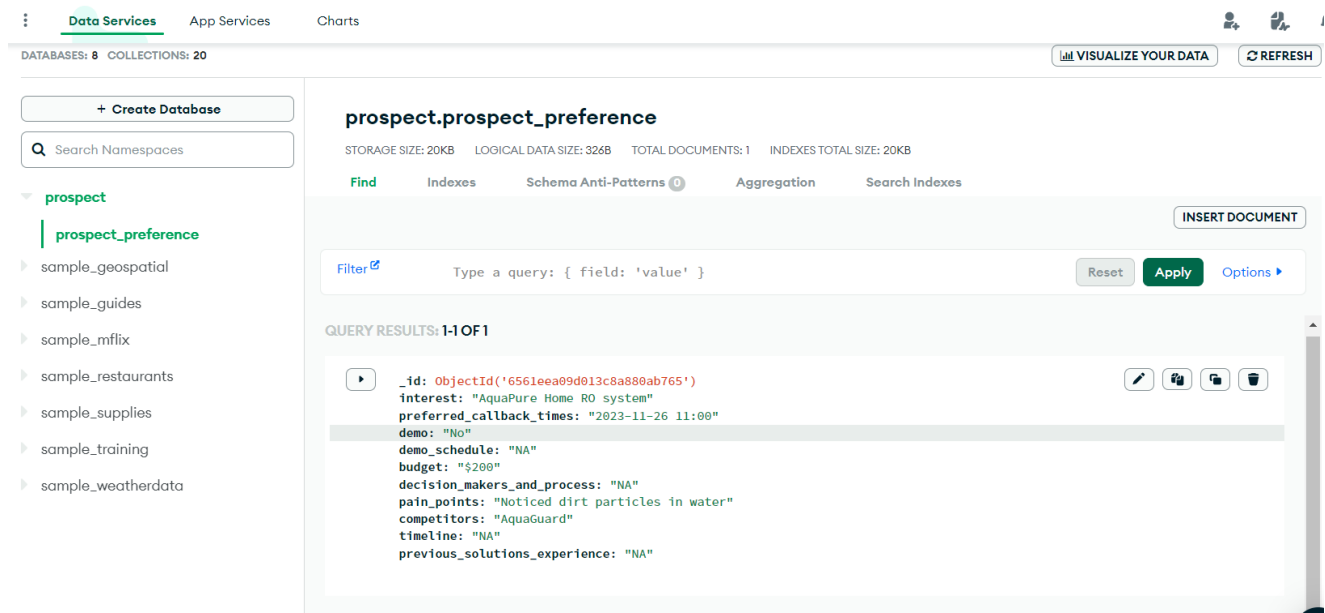 Data Services App Services Charts
DATABASES: 8 COLLECTIONS: 20
VISUALIZE YOUR DATA
REFRESH
+ Create Database
Search Namespaces
prospect
prospect_preference
sample_geospatial
sample_guides
sample_mflix
sample_restaurants
sample_supplies
sample_training
sample_weatherdata
prospect.prospect_preference
STORAGE SIZE: 20KB LOGICAL DATA SIZE: 326B TOTAL DOCUMENTS: 1 INDEXES TOTAL SIZE: 20KB
Find Indexes Schema Anti-Patterns 0 Aggregation Search Indexes
INSERT DOCUMENT
Filter Type a query: { field: 'value' } Reset Apply Options
QUERY RESULTS: 1-1 OF 1
_id: ObjectId('6561eea09d013c8a880ab765')
interest: "AquaPure Home RO system"
preferred_callback_times: "2023-11-26 11:00"
demo: "No"
demo_schedule: "NA"
budget: "$200"
decision_makers_and_process: "NA"
pain_points: "Noticed dirt particles in water"
competitors: "AquaGuard"
timeline: "NA"
previous_solutions_experience: "NA"